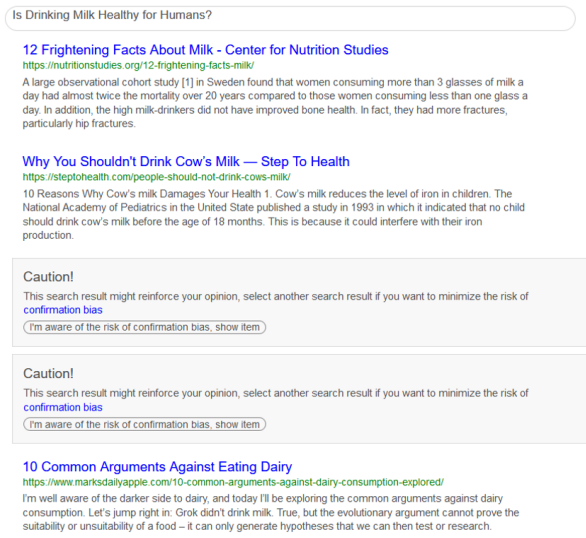 Is Drinking Milk Healthy for Humans?
12 Frightening Facts About Milk - Center for Nutrition Studies
https://nutritionstudies.org/12-frightening-facts-milk/
A large observational cohort study [1] in Sweden found that women consuming more than 3 glasses of milk a
day had almost twice the mortality over 20 years compared to those women consuming less than one glass a
day. In addition, the high milk-drinkers did not have improved bone health. In fact, they had more fractures,
particularly hip fractures.
Why You Shouldn't Drink Cow's Milk — Step To Health
https://steptohealth.com/people-should-not-drink-cows-milk/
10 Reasons Why Cow's milk Damages Your Health 1. Cow's milk reduces the level of iron in children. The
National Academy of Pediatrics in the United State published a study in 1993 in which it indicated that no child
should drink cow's milk before the age of 18 months. This is because it could interfere with their iron
production.
Caution!
This search result might reinforce your opinion, select another search result if you want to minimize the risk of
confirmation bias
I'm aware of the risk of confirmation bias, show item
Caution!
This search result might reinforce your opinion, select another search result if you want to minimize the risk of
confirmation bias
I'm aware of the risk of confirmation bias, show item
10 Common Arguments Against Eating Dairy
https://www.marksdailyapple.com/10-common-arguments-against-dairy-consumption-explored/
I'm well aware of the darker side to dairy, and today I'll be exploring the common arguments against dairy
consumption. Let's jump right in: Grok didn't drink milk. True, but the evolutionary argument cannot prove the
suitability or unsuitability of a food – it can only generate hypotheses that we can then test or research.